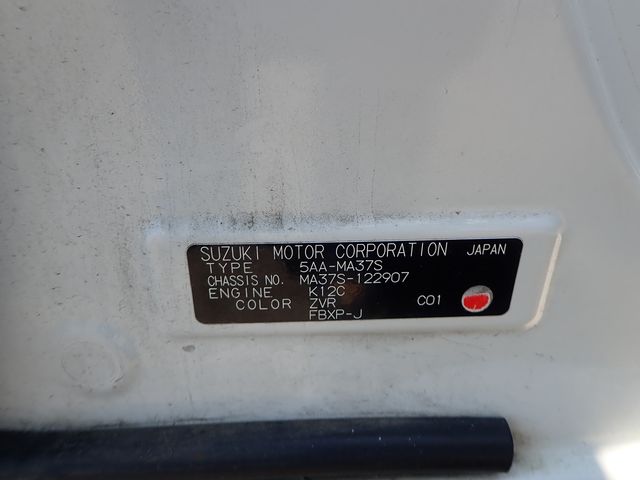 SUZUKI MOTOR CORPORATION JAPAN
TYPE 5AA-MA37S
CHASSIS NO. MA37S-122907
ENGINE K12C
COLOR ZVR C01
FBXP-J